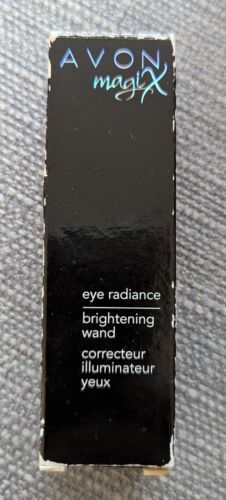 AVON
magiX
eye radiance
brightening
wand
correcteur
illuminateur
yeux